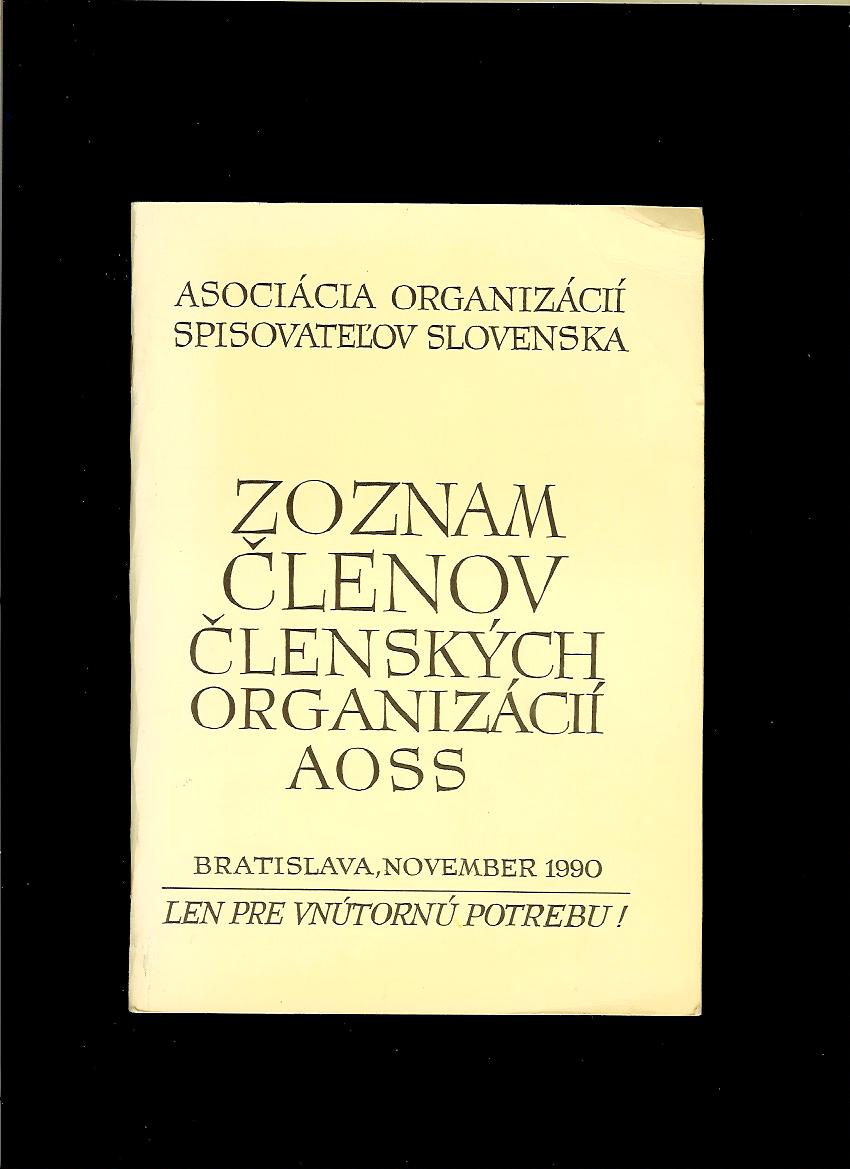 ASOCIÁCIA ORGANIZÁCIÍ
SPISOVATEĽOV SLOVENSKA
ZOZNAM
ČLENOV
ČLENSKÝCH
ORGANIZÁCIÍ
AOSS
BRATISLAVA, NOVEMBER 1990
LEN PRE VNÚTORNÚ POTREBU !